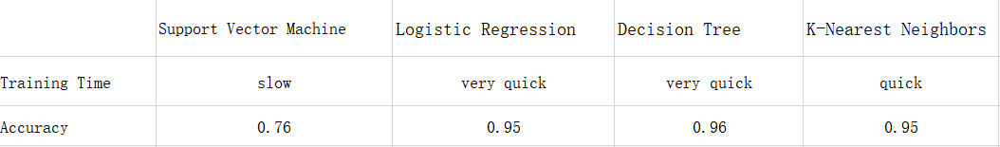 Support Vector Machine Logistic Regression Decision Tree K-Nearest Neighbors
Training Time slow very quick very quick quick
Accuracy 0.76 0.95 0.96 0.95